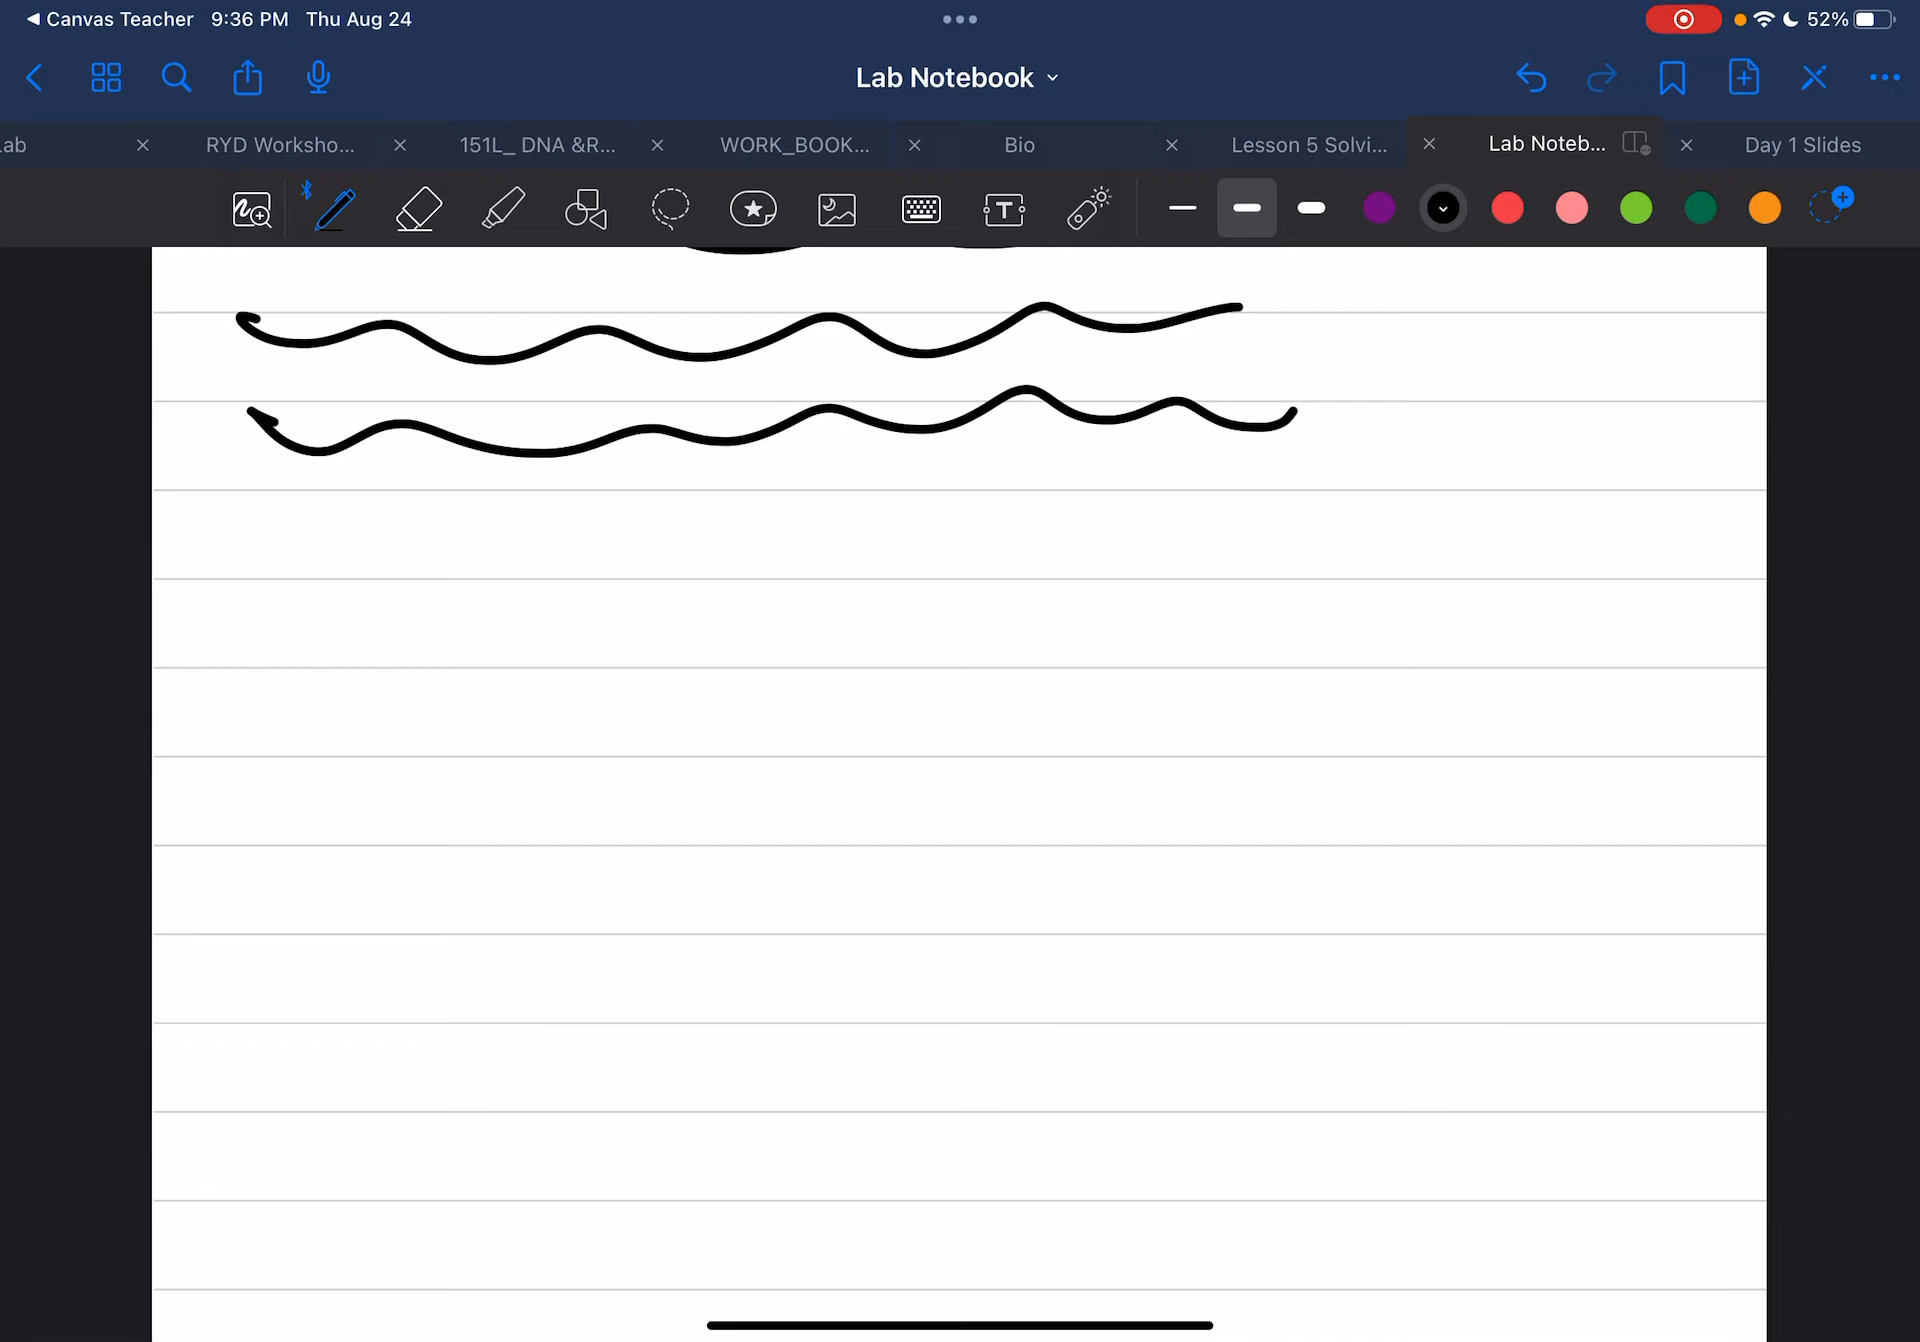 ◀ Canvas Teacher 9:36 PM Thu Aug 24 52%
Lab Notebook
ab RYD Worksho... 151L_ DNA &R... WORK_BOOK... Bio Lesson 5 Solvi... Lab Noteb... Day 1 Slides